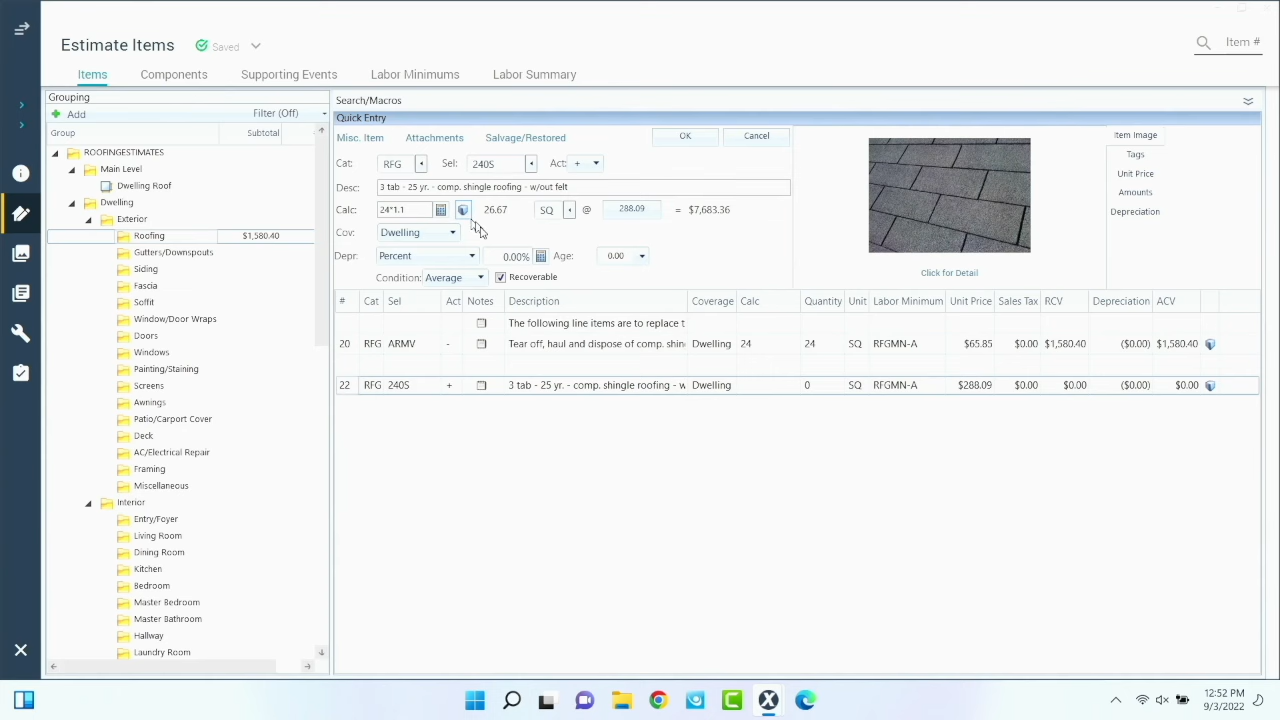 Estimate Items
Saved
Item #
Items
Components
Supporting Events
Labor Minimums
Labor Summary
Grouping
Add
Filter (Off)
Group
Subtotal
ROOFINGESTIMATES
Main Level
Dwelling Roof
Dwelling
Exterior
Roofing
$1,580.40
Gutters/Downspouts
Siding
Fascia
Soffit
Window/Door Wraps
Doors
Windows
Painting/Staining
Screens
Awnings
Patio/Carport Cover
Deck
AC/Electrical Repair
Framing
Miscellaneous
Interior
Entry/Foyer
Living Room
Dining Room
Kitchen
Bedroom
Master Bedroom
Master Bathroom
Hallway
Laundry Room
Search/Macros
Quick Entry
Misc. Item Attachments Salvage/Restored OK Cancel
Cat: RFG Sel: 240S Act: +
Desc: 3 tab - 25 yr. - comp. shingle roofing - w/out felt
Calc: 24*1.1 26.67 SQ @ 288.09 = $7,683.36
Cov: Dwelling
Depr: Percent 0.00% Age: 0.00
Condition: Average Recoverable
Click for Detail
Item Image
Tags
Unit Price
Amounts
Depreciation
# Cat Sel Act Notes Description Coverage Calc Quantity Unit Labor Minimum Unit Price Sales Tax RCV Depreciation ACV
The following line items are to replace t
20 RFG ARMV - Tear off, haul and dispose of comp. shin Dwelling 24 24 SQ RFGMN-A $65.85 $0.00 $1,580.40 ($0.00) $1,580.40
22 RFG 240S + 3 tab - 25 yr. - comp. shingle roofing - w Dwelling 0 SQ RFGMN-A $288.09 $0.00 $0.00 ($0.00) $0.00
12:52 PM
9/3/2022